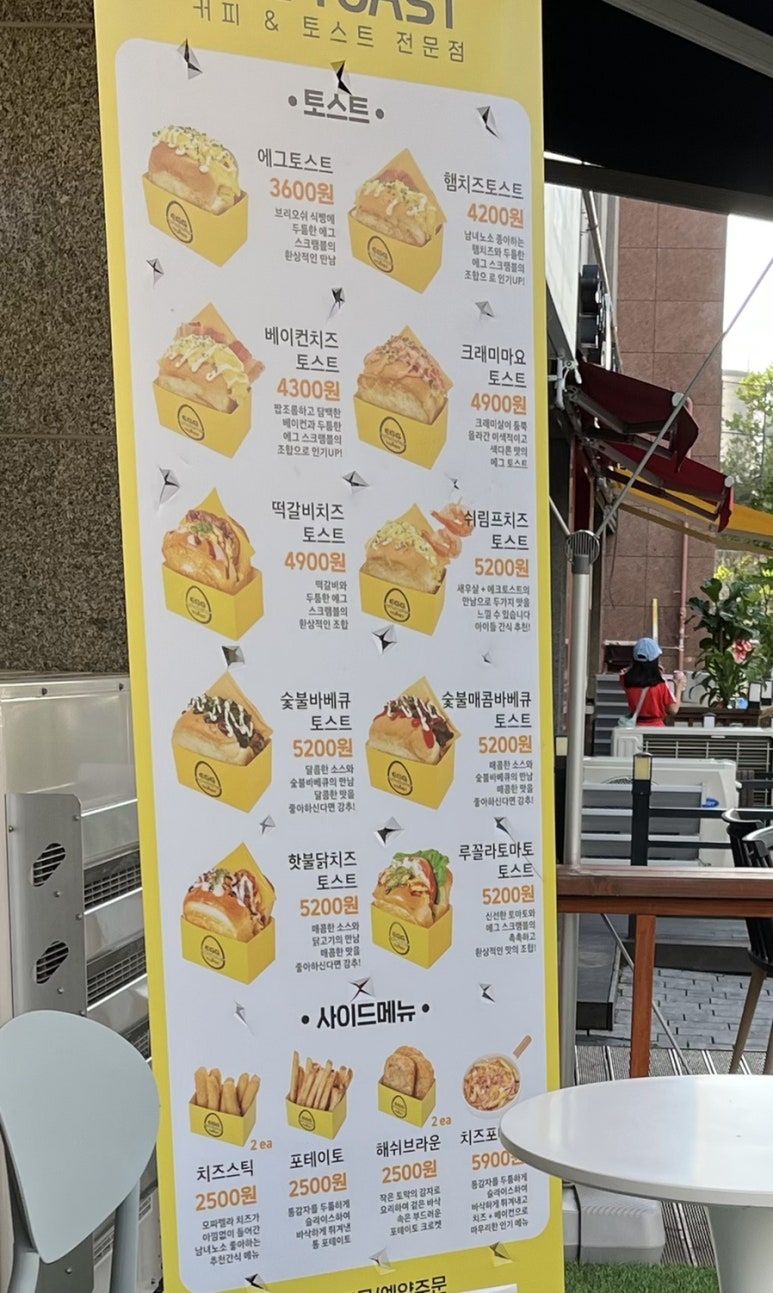 TOAST
커피 & 토스트 전문점
• 토스트 •
에그토스트
3600원
브리오쉬 식빵에
두툼한 에그
스크램블의
환상적인 만남
햄치즈토스트
4200원
남녀노소 좋아하는
햄치즈와 두툼한
에그 스크램블의
조합으로 인기UP!
베이컨치즈
토스트
4300원
짭조롬하고 담백한
베이컨과 두툼한
에그 스크램블의
조합으로 인기UP!
크래미마요
토스트
4900원
크래미살이 듬뿍
올라간 이색적이고
색다른 맛의
에그 토스트
떡갈비치즈
토스트
4900원
떡갈비와
두툼한 에그
스크램블의
환상적인 조합
쉬림프치즈
토스트
5200원
새우살 + 에크토스트의
만남으로 두가지 맛을
느낄 수 있습니다
아이들 간식 추천!
숯불바베큐
토스트
5200원
달콤한 소스와
숯불바베큐의 만남
달콤한 맛을
좋아하신다면 강추!
숯불매콤바베큐
토스트
5200원
매콤한 소스와
숯불바베큐의 만남
매콤한 맛을
좋아하신다면 강추!
핫불닭치즈
토스트
5200원
매콤한 소스와
닭고기의 만남
매콤한 맛을
좋아하신다면 강추!
루꼴라토마토
토스트
5200원
신선한 토마토와
에그 스크램블의
촉촉하고
환상적인 맛의 조합!
• 사이드메뉴 •
2 ea
치즈스틱
2500원
모짜렐라 치즈가
아낌없이 들어간
남녀노소 좋아하는
추천간식 메뉴
포테이토
2500원
통감자를 두툼하게
슬라이스하여
바삭하게 튀겨낸
통 포테이토
2 ea
해쉬브라운
2500원
작은 토막의 감자로
요리하여 겉은 바삭
속은 부드러운
포테이토 크로켓
치즈포
5900원
통감자를 두툼하게
슬라이스하여
바삭하게 튀겨내고
치즈 + 베이컨으로
마무리한 인기 메뉴
/예약주문